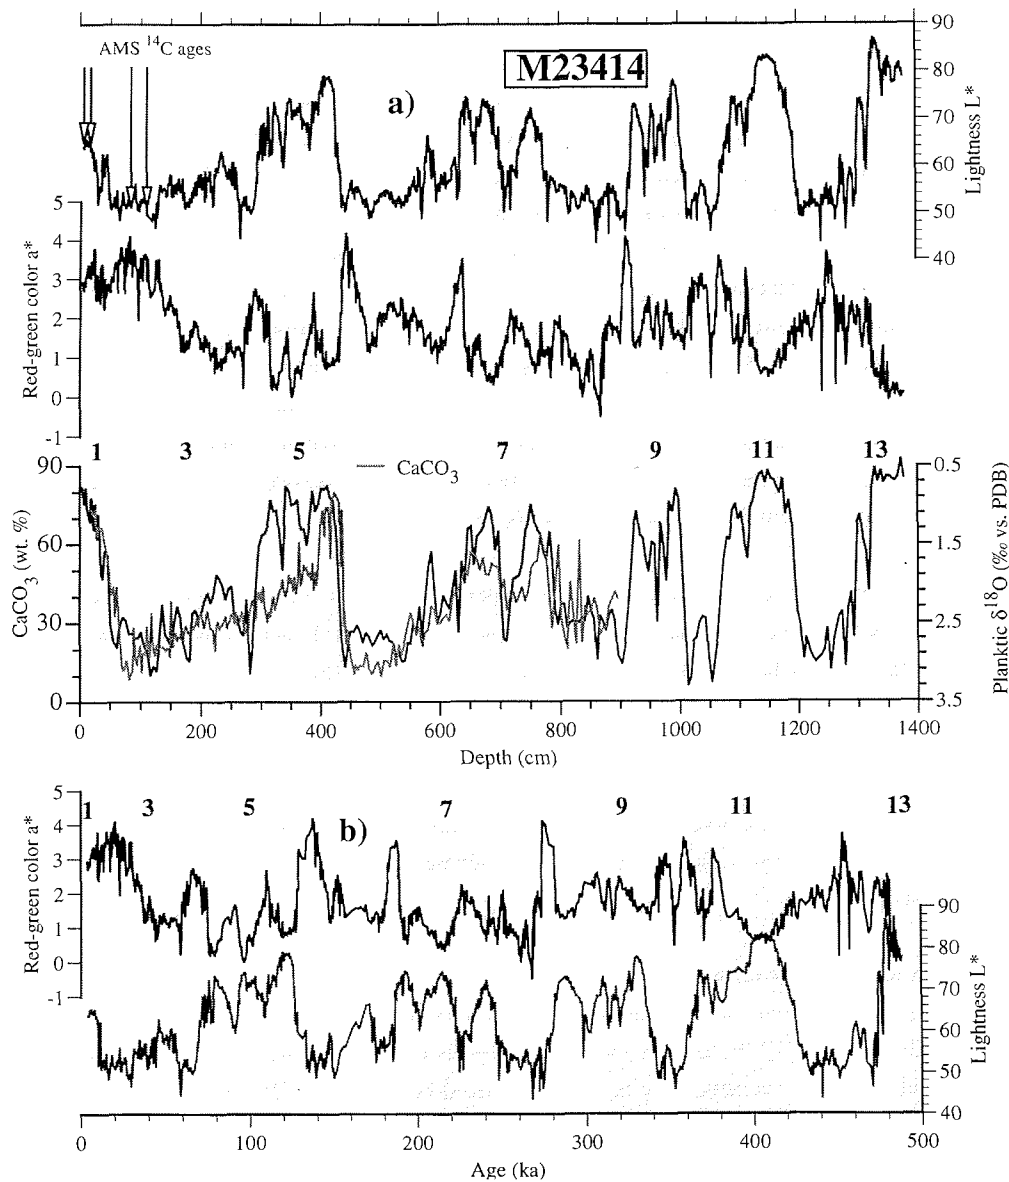 AMS ¹⁴C ages
M23414
a)
90
80
70
60
50
40
Lightness L*
5
4
3
2
1
0
-1
Red-green color a*
1 3 5 7 9 11 13
CaCO₃
90
60
30
0
CaCO₃ (wt. %)
0.5
1.5
2.5
3.5
Planktic δ¹⁸O (‰ vs. PDB)
0 200 400 600 800 1000 1200 1400
Depth (cm)
5
4
3
2
1
0
-1
Red-green color a*
1 3 5 7 9 11 13
b)
90
80
70
60
50
40
Lightness L*
0 100 200 300 400 500
Age (ka)